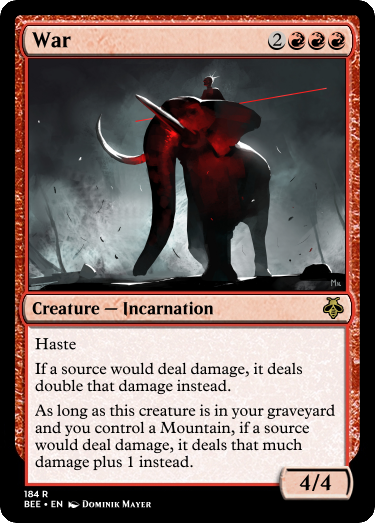 War 2
Creature — Incarnation
Haste
If a source would deal damage, it deals
double that damage instead.
As long as this creature is in your graveyard
and you control a Mountain, if a source
would deal damage, it deals that much
damage plus 1 instead.
4/4
184 R
BEE • EN DOMINIK MAYER